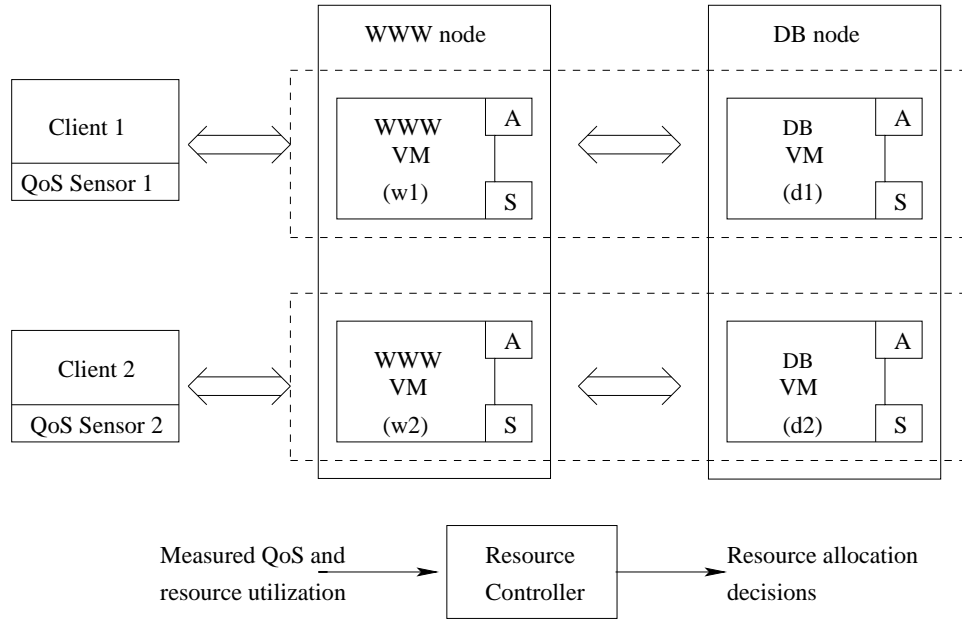 WWW node
DB node
Client 1
QoS Sensor 1
WWW
VM
(w1)
A
S
DB
VM
(d1)
A
S
Client 2
QoS Sensor 2
WWW
VM
(w2)
A
S
DB
VM
(d2)
A
S
Measured QoS and
resource utilization
Resource
Controller
Resource allocation
decisions